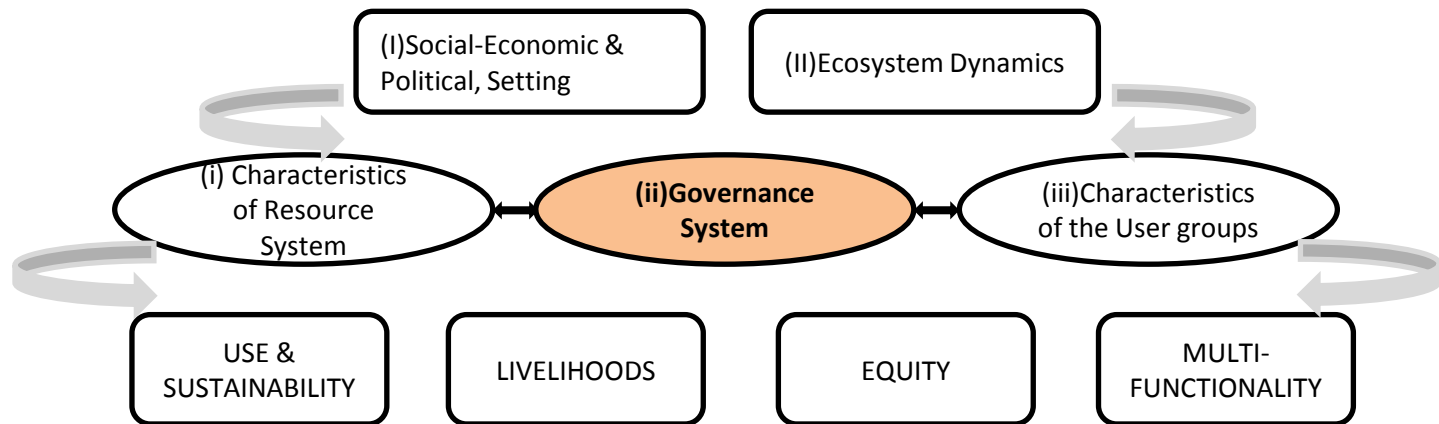 (I)Social-Economic &
Political, Setting
(II)Ecosystem Dynamics
(i) Characteristics
of Resource
System
(ii)Governance
System
(iii)Characteristics
of the User groups
USE &
SUSTAINABILITY
LIVELIHOODS
EQUITY
MULTI-
FUNCTIONALITY